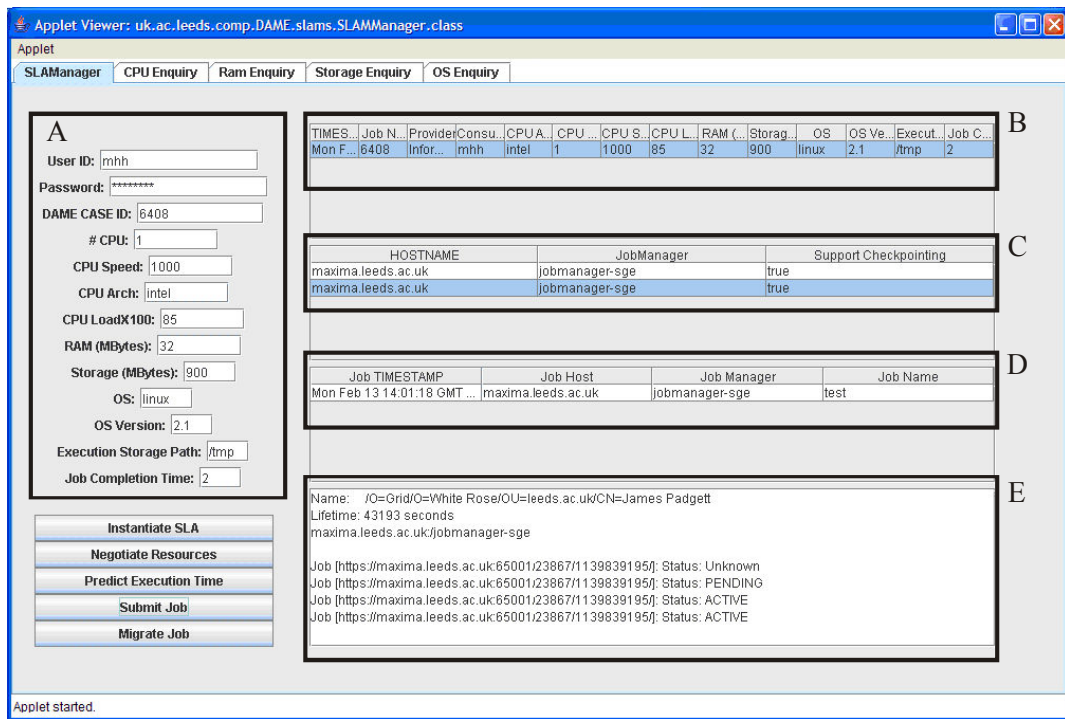 Applet Viewer: uk.ac.leeds.comp.DAME.slams.SLAMManager.class
Applet
SLAManager CPU Enquiry Ram Enquiry Storage Enquiry OS Enquiry
A
User ID: mhh
Password: ********
DAME CASE ID: 6408
# CPU: 1
CPU Speed: 1000
CPU Arch: intel
CPU LoadX100: 85
RAM (MBytes): 32
Storage (MBytes): 900
OS: linux
OS Version: 2.1
Execution Storage Path: /tmp
Job Completion Time: 2
Instantiate SLA
Negotiate Resources
Predict Execution Time
Submit Job
Migrate Job
B
TIMES... Job N... Provider Consu... CPU A... CPU ... CPU S... CPU L... RAM (... Storag... OS OS Ve... Execut... Job C...
Mon F... 6408 Infor... mhh intel 1 1000 85 32 900 linux 2.1 /tmp 2
C
HOSTNAME JobManager Support Checkpointing
maxima.leeds.ac.uk jobmanager-sge true
maxima.leeds.ac.uk jobmanager-sge true
D
Job TIMESTAMP Job Host Job Manager Job Name
Mon Feb 13 14:01:18 GMT ... maxima.leeds.ac.uk jobmanager-sge test
E
Name: /O=Grid/O=White Rose/OU=leeds.ac.uk/CN=James Padgett
Lifetime: 43193 seconds
maxima.leeds.ac.uk:/jobmanager-sge
Job [https://maxima.leeds.ac.uk:65001/23867/1139839195/]: Status: Unknown
Job [https://maxima.leeds.ac.uk:65001/23867/1139839195/]: Status: PENDING
Job [https://maxima.leeds.ac.uk:65001/23867/1139839195/]: Status: ACTIVE
Job [https://maxima.leeds.ac.uk:65001/23867/1139839195/]: Status: ACTIVE
Applet started.